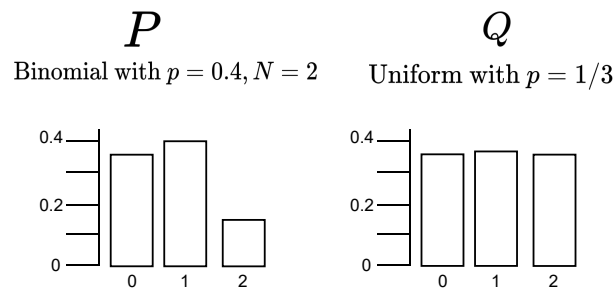 P
Binomial with p = 0.4, N = 2
0.4
0.2
0
0 1 2
Q
Uniform with p = 1/3
0.4
0.2
0
0 1 2